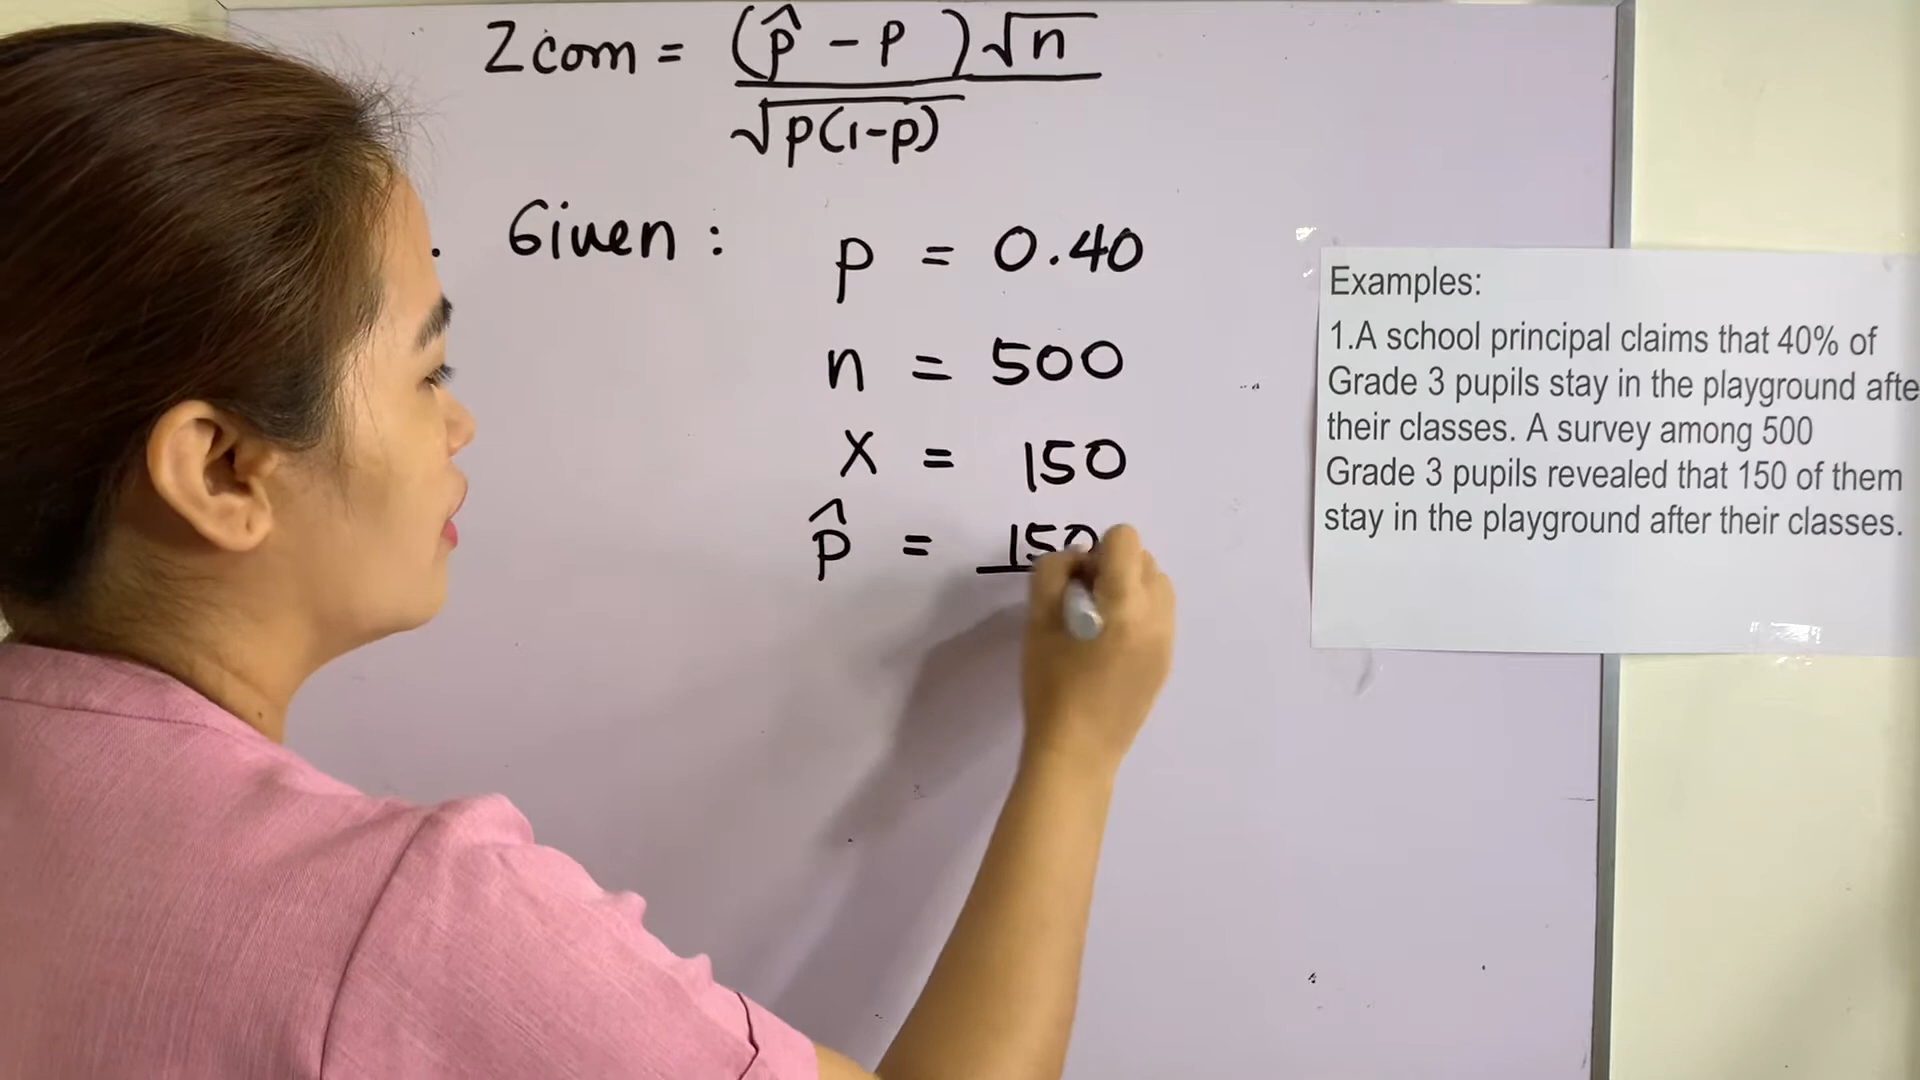 Zcom = (p̂ - p)√n
√p(1-p)
. Given : p = 0.40
n = 500
x = 150
p̂ = 150
Examples:
1.A school principal claims that 40% of
Grade 3 pupils stay in the playground afte
their classes. A survey among 500
Grade 3 pupils revealed that 150 of them
stay in the playground after their classes.